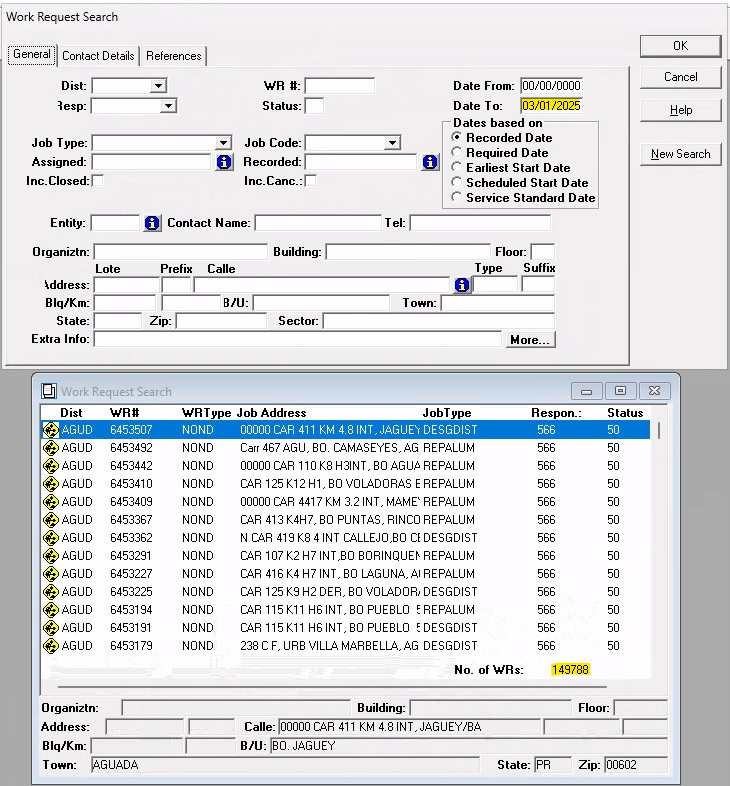 Work Request Search
General Contact Details References
OK
Cancel
Help
New Search
Dist: WR #: Date From: 00/00/0000
Resp: Status: Date To: 03/01/2025
Dates based on
Job Type: Job Code: Recorded Date
Assigned: Recorded: Required Date
Earliest Start Date
Inc.Closed: Inc.Canc.: Scheduled Start Date
Service Standard Date
Entity: Contact Name: Tel:
Organiztn: Building: Floor:
Lote Prefix Calle Type Suffix
Address:
Blq/Km: B/U: Town:
State: Zip: Sector:
Extra Info: More...
Work Request Search
Dist WR# WRType Job Address JobType Respon.: Status
AGUD 6453507 NOND 00000 CAR 411 KM 4.8 INT, JAGUEY DESGDIST 566 50
AGUD 6453492 NOND Carr 467 AGU, BO. CAMASEYES, AG REPALUM 566 50
AGUD 6453442 NOND 00000 CAR 110 K8 H3INT, BO AGUA REPALUM 566 50
AGUD 6453410 NOND CAR 125 K12 H1, BO VOLADORAS E REPALUM 566 50
AGUD 6453409 NOND 00000 CAR 4417 KM 3.2 INT, MAMEY REPALUM 566 50
AGUD 6453367 NOND CAR 413 K4H7, BO PUNTAS, RINCO REPALUM 566 50
AGUD 6453362 NOND N CAR 419 K8 4 INT CALLEJO,BO CE DESGDIST 566 50
AGUD 6453291 NOND CAR 107 K2 H7 INT,BO BORINQUEN REPALUM 566 50
AGUD 6453227 NOND CAR 416 K4 H7 INT, BO LAGUNA, A REPALUM 566 50
AGUD 6453225 NOND CAR 125 K9 H2 DER, BO VOLADOR DESGDIST 566 50
AGUD 6453194 NOND CAR 115 K11 H6 INT, BO PUEBLO 5 REPALUM 566 50
AGUD 6453191 NOND CAR 115 K11 H6 INT, BO PUEBLO 5 DESGDIST 566 50
AGUD 6453179 NOND 238 C F, URB VILLA MARBELLA, AG DESGDIST 566 50
No. of WRs: 149788
Organiztn: Building: Floor:
Address: Calle: 00000 CAR 411 KM 4.8 INT, JAGUEY/BA
Blq/Km: B/U: BO. JAGUEY
Town: AGUADA State: PR Zip: 00602